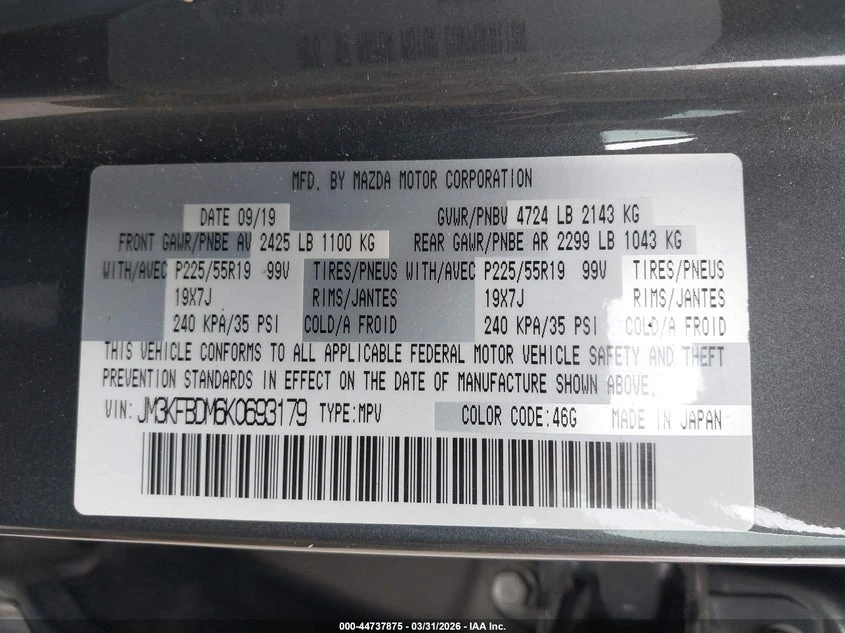 MFD. BY MAZDA MOTOR CORPORATION
DATE 09/19 GVWR/PNBV 4724 LB 2143 KG
FRONT GAWR/PNBE AV 2425 LB 1100 KG REAR GAWR/PNBE AR 2299 LB 1043 KG
WITH/AVEC P225/55R19 99V TIRES/PNEUS WITH/AVEC P225/55R19 99V TIRES/PNEUS
19X7J RIMS/JANTES 19X7J RIMS/JANTES
240 KPA/35 PSI COLD/A FROID 240 KPA/35 PSI COLD/A FROID
THIS VEHICLE CONFORMS TO ALL APPLICABLE FEDERAL MOTOR VEHICLE SAFETY AND THEFT
PREVENTION STANDARDS IN EFFECT ON THE DATE OF MANUFACTURE SHOWN ABOVE.
VIN: JM3KFBDM6K0693179 TYPE:MPV COLOR CODE:46G MADE IN JAPAN
000-44737875 - 03/31/2026 - IAA Inc.